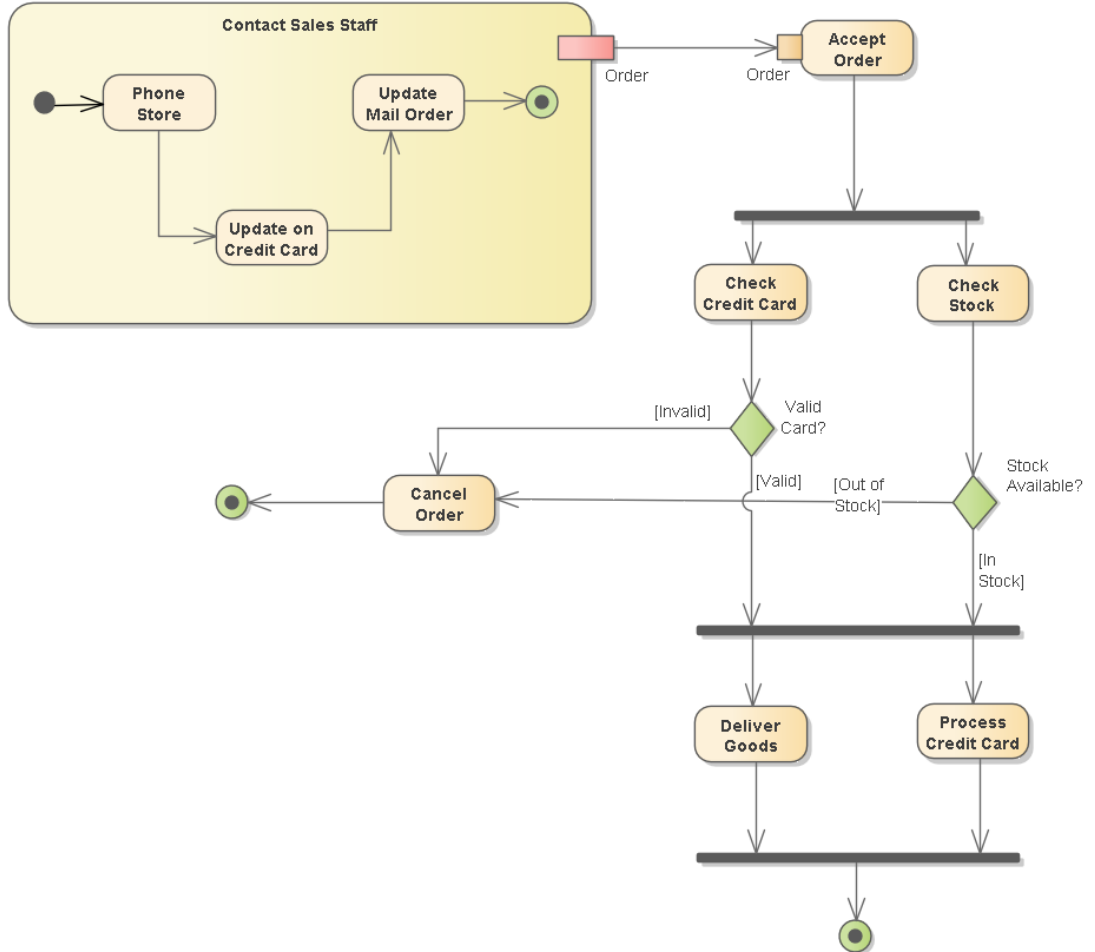 Contact Sales Staff
Phone
Store
Update
Mail Order
Update on
Credit Card
Order
Order
Accept
Order
Check
Credit Card
Check
Stock
[Invalid]
Valid
Card?
[Valid]
[Out of
Stock]
Stock
Available?
Cancel
Order
[In
Stock]
Deliver
Goods
Process
Credit Card